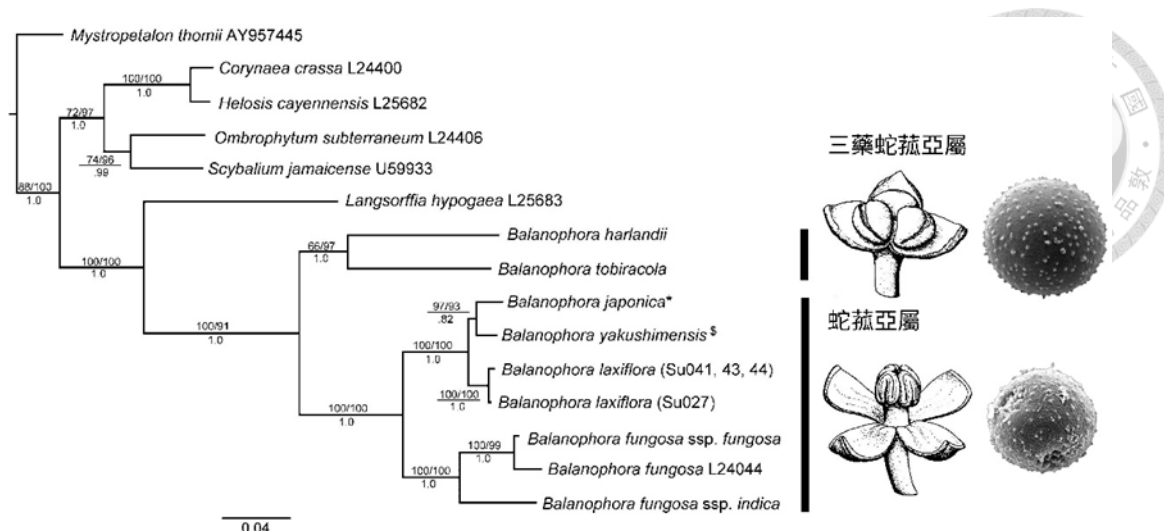 Mystropetalon thomii AY957445
Corynaea crassa L24400
100/100
1.0
Helosis cayennensis L25682
72/97
1.0
Ombrophytum subterraneum L24406
74/96
.99
Scybalium jamaicense U59933
88/100
1.0
Langsorffia hypogaea L25683
100/100
1.0
Balanophora harlandii
66/97
1.0
Balanophora tobiracola
Balanophora japonica*
97/93
.82
Balanophora yakushimensis$
100/91
1.0
100/100
1.0
Balanophora laxiflora (Su041, 43, 44)
100/100
1.0
Balanophora laxiflora (Su027)
100/100
1.0
Balanophora fungosa ssp. fungosa
100/99
1.0
Balanophora fungosa L24044
100/100
1.0
Balanophora fungosa ssp. indica
0.04
三藥蛇菰亞屬
蛇菰亞屬
國
品 敦